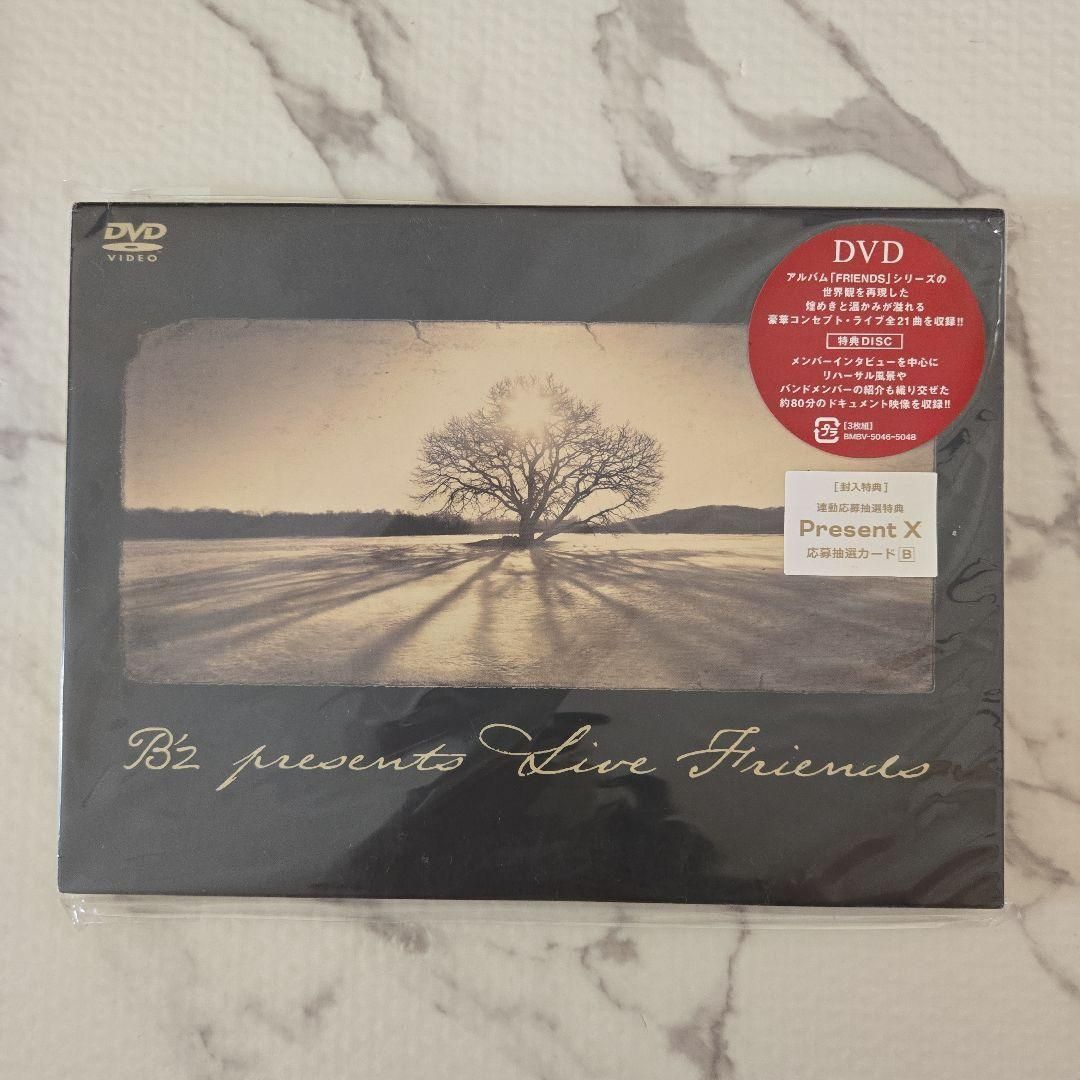 DVD
VIDEO
DVD
アルバム「FRIENDS」シリーズの
世界観を再現した
煌めきと温かみが溢れる
豪華コンセプト・ライブ全21曲を収録!!
特典DISC
メンバーインタビューを中心に
リハーサル風景や
バンドメンバーの紹介も織り交ぜた
約80分のドキュメント映像を収録!!
プラ
[3枚組]
BMBV-5046~5048
[封入特典]
連動応募抽選特典
Present X
応募抽選カード B
B'z presents Live Friends